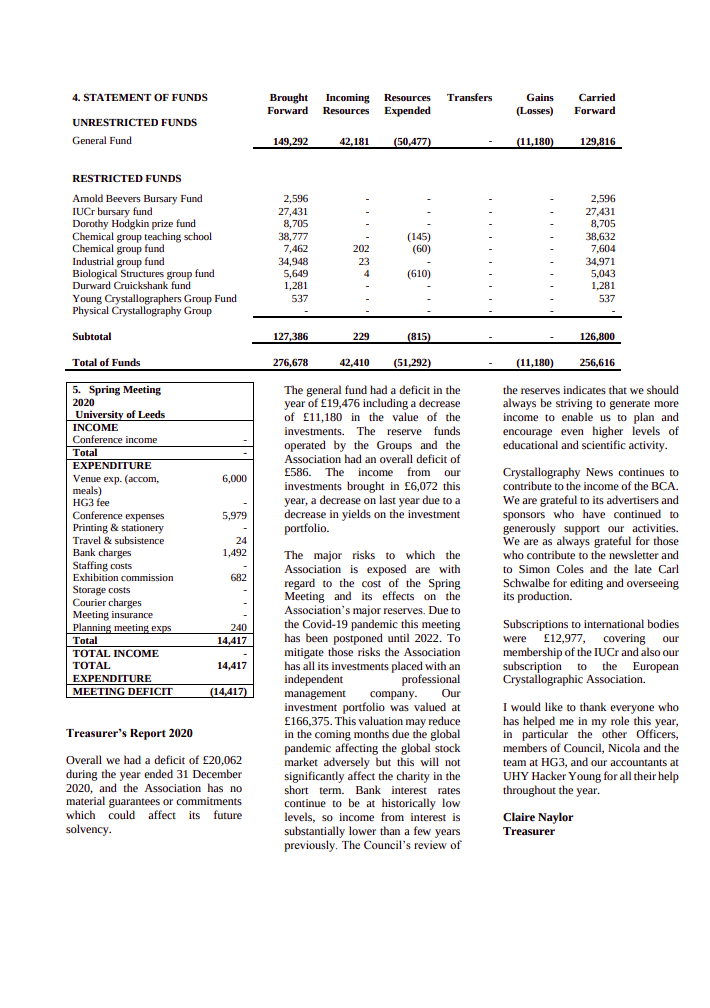 4. STATEMENT OF FUNDS Brought Incoming Resources Transfers Gains Carried
Forward Resources Expended (Losses) Forward
UNRESTRICTED FUNDS
General Fund 149,292 42,181 (50,477) - (11,180) 129,816
RESTRICTED FUNDS
Arnold Beevers Bursary Fund 2,596 - - - - 2,596
IUCr bursary fund 27,431 - - - - 27,431
Dorothy Hodgkin prize fund 8,705 - - - - 8,705
Chemical group teaching school 38,777 - (145) - - 38,632
Chemical group fund 7,462 202 (60) - - 7,604
Industrial group fund 34,948 23 - - - 34,971
Biological Structures group fund 5,649 4 (610) - - 5,043
Durward Cruickshank fund 1,281 - - - - 1,281
Young Crystallographers Group Fund 537 - - - - 537
Physical Crystallography Group - - - - - -
Subtotal 127,386 229 (815) - - 126,800
Total of Funds 276,678 42,410 (51,292) - (11,180) 256,616
5. Spring Meeting
2020
University of Leeds
INCOME
Conference income -
Total -
EXPENDITURE
Venue exp. (accom, 6,000
meals)
HG3 fee -
Conference expenses 5,979
Printing & stationery -
Travel & subsistence 24
Bank charges 1,492
Staffing costs -
Exhibition commission 682
Storage costs -
Courier charges -
Meeting insurance -
Planning meeting exps 240
Total 14,417
TOTAL INCOME -
TOTAL 14,417
EXPENDITURE
MEETING DEFICIT (14,417)
Treasurer's Report 2020
Overall we had a deficit of £20,062
during the year ended 31 December
2020, and the Association has no
material guarantees or commitments
which could affect its future
solvency.
The general fund had a deficit in the
year of £19,476 including a decrease
of £11,180 in the value of the
investments. The reserve funds
operated by the Groups and the
Association had an overall deficit of
£586. The income from our
investments brought in £6,072 this
year, a decrease on last year due to a
decrease in yields on the investment
portfolio.
The major risks to which the
Association is exposed are with
regard to the cost of the Spring
Meeting and its effects on the
Association's major reserves. Due to
the Covid-19 pandemic this meeting
has been postponed until 2022. To
mitigate those risks the Association
has all its investments placed with an
independent professional
management company. Our
investment portfolio was valued at
£166,375. This valuation may reduce
in the coming months due the global
pandemic affecting the global stock
market adversely but this will not
significantly affect the charity in the
short term. Bank interest rates
continue to be at historically low
levels, so income from interest is
substantially lower than a few years
previously. The Council's review of
the reserves indicates that we should
always be striving to generate more
income to enable us to plan and
encourage even higher levels of
educational and scientific activity.
Crystallography News continues to
contribute to the income of the BCA.
We are grateful to its advertisers and
sponsors who have continued to
generously support our activities.
We are as always grateful for those
who contribute to the newsletter and
to Simon Coles and the late Carl
Schwalbe for editing and overseeing
its production.
Subscriptions to international bodies
were £12,977, covering our
membership of the IUCr and also our
subscription to the European
Crystallographic Association.
I would like to thank everyone who
has helped me in my role this year,
in particular the other Officers,
members of Council, Nicola and the
team at HG3, and our accountants at
UHY Hacker Young for all their help
throughout the year.
Claire Naylor
Treasurer